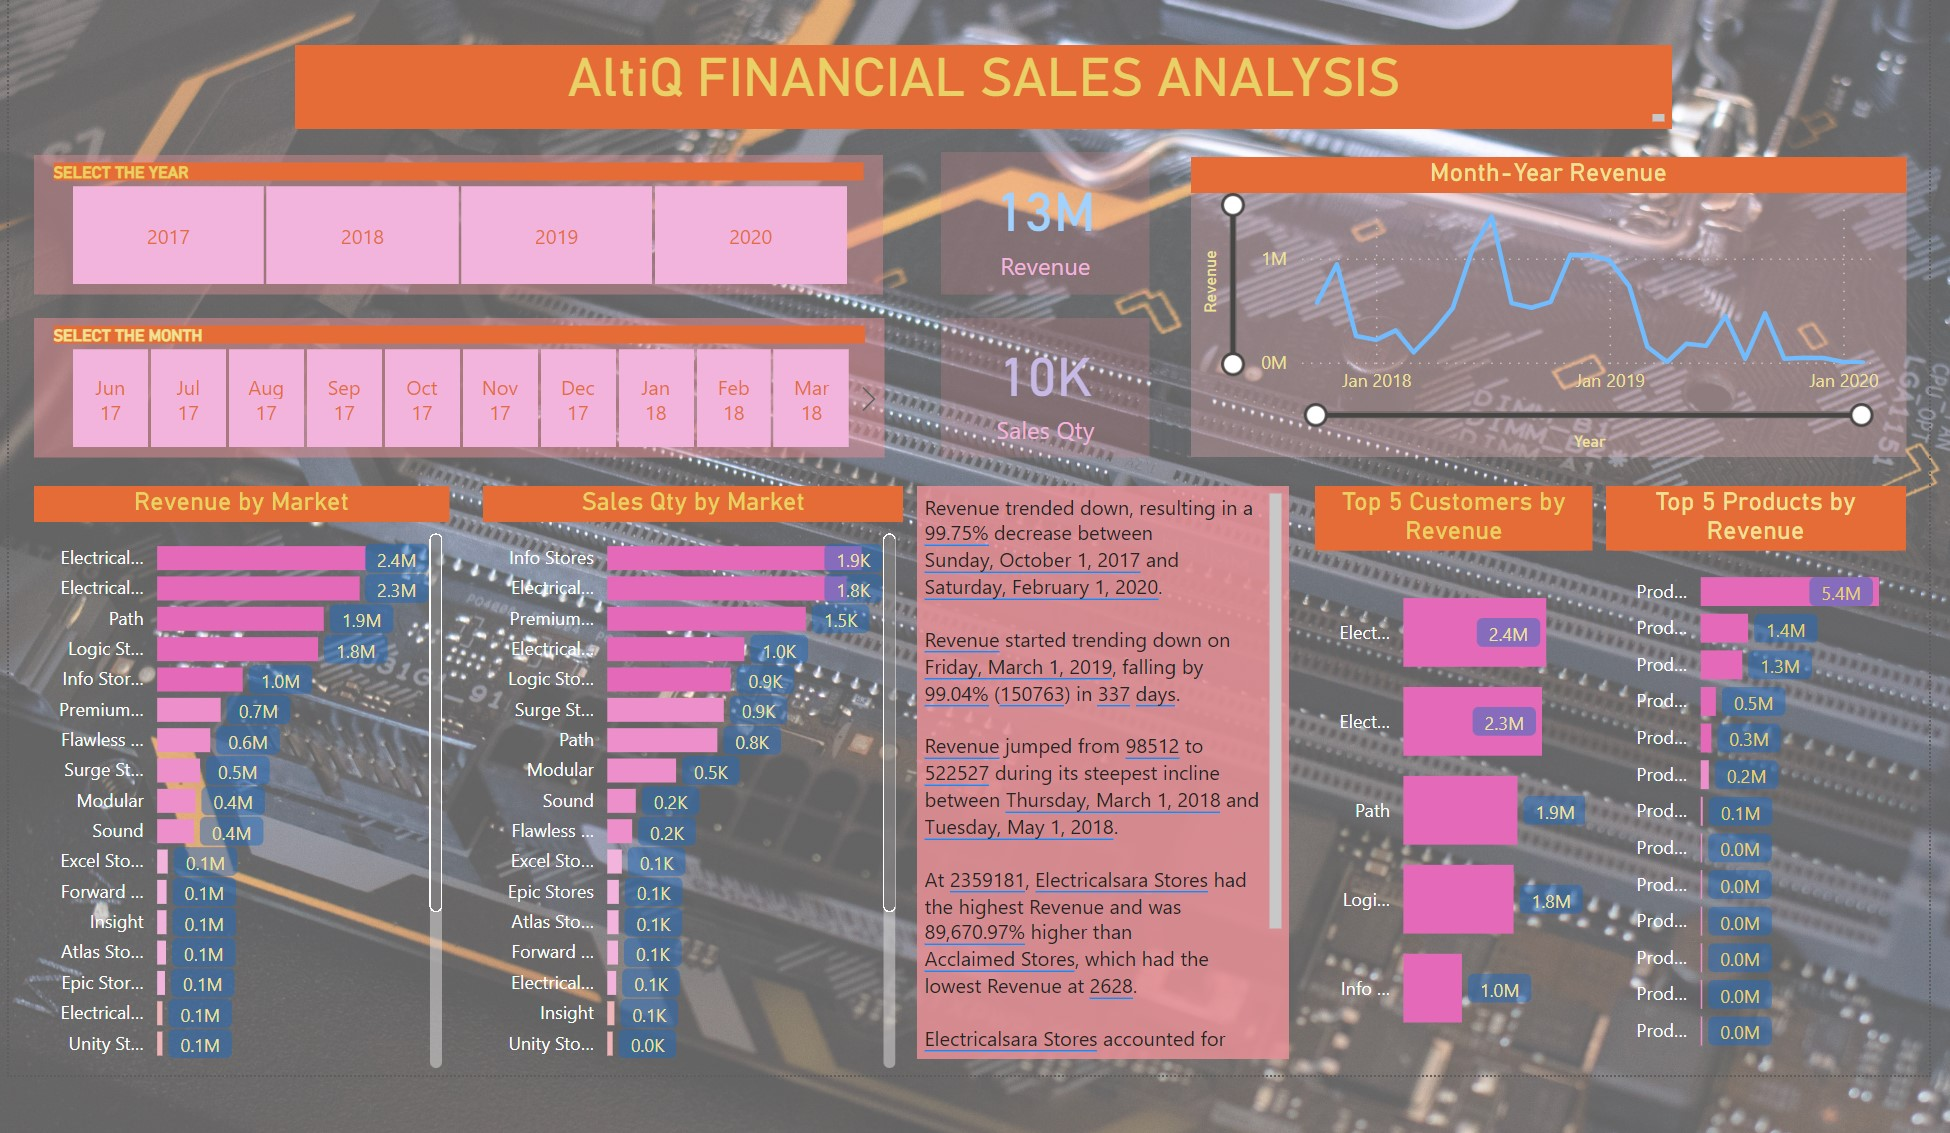 AltiQ FINANCIAL SALES ANALYSIS
SELECT THE YEAR
2017
2018
2019
2020
SELECT THE MONTH
Jun 17
Jul 17
Aug 17
Sep 17
Oct 17
Nov 17
Dec 17
Jan 18
Feb 18
Mar 18
13M
Revenue
10K
Sales Qty
Month-Year Revenue
Revenue
1M
0M
Jan 2018
Jan 2019
Jan 2020
Year
Revenue by Market
Electrical... 2.4M
Electrical... 2.3M
Path 1.9M
Logic St... 1.8M
Info Stor... 1.0M
Premium... 0.7M
Flawless ... 0.6M
Surge St... 0.5M
Modular 0.4M
Sound 0.4M
Excel Sto... 0.1M
Forward ... 0.1M
Insight 0.1M
Atlas Sto... 0.1M
Epic Stor... 0.1M
Electrical... 0.1M
Unity St... 0.1M
Sales Qty by Market
Info Stores 1.9K
Electrical... 1.8K
Premium... 1.5K
Electrical... 1.0K
Logic Sto... 0.9K
Surge St... 0.9K
Path 0.8K
Modular 0.5K
Sound 0.2K
Flawless ... 0.2K
Excel Sto... 0.1K
Epic Stores 0.1K
Atlas Sto... 0.1K
Forward ... 0.1K
Electrical... 0.1K
Insight 0.1K
Unity Sto... 0.0K
Revenue trended down, resulting in a
99.75% decrease between
Sunday, October 1, 2017 and
Saturday, February 1, 2020.
Revenue started trending down on
Friday, March 1, 2019, falling by
99.04% (150763) in 337 days.
Revenue jumped from 98512 to
522527 during its steepest incline
between Thursday, March 1, 2018 and
Tuesday, May 1, 2018.
At 2359181, Electricalsara Stores had
the highest Revenue and was
89,670.97% higher than
Acclaimed Stores, which had the
lowest Revenue at 2628.
Electricalsara Stores accounted for
Top 5 Customers by
Revenue
Elect... 2.4M
Elect... 2.3M
Path 1.9M
Logi... 1.8M
Info ... 1.0M
Top 5 Products by
Revenue
Prod... 5.4M
Prod... 1.4M
Prod... 1.3M
Prod... 0.5M
Prod... 0.3M
Prod... 0.2M
Prod... 0.1M
Prod... 0.0M
Prod... 0.0M
Prod... 0.0M
Prod... 0.0M
Prod... 0.0M
Prod... 0.0M